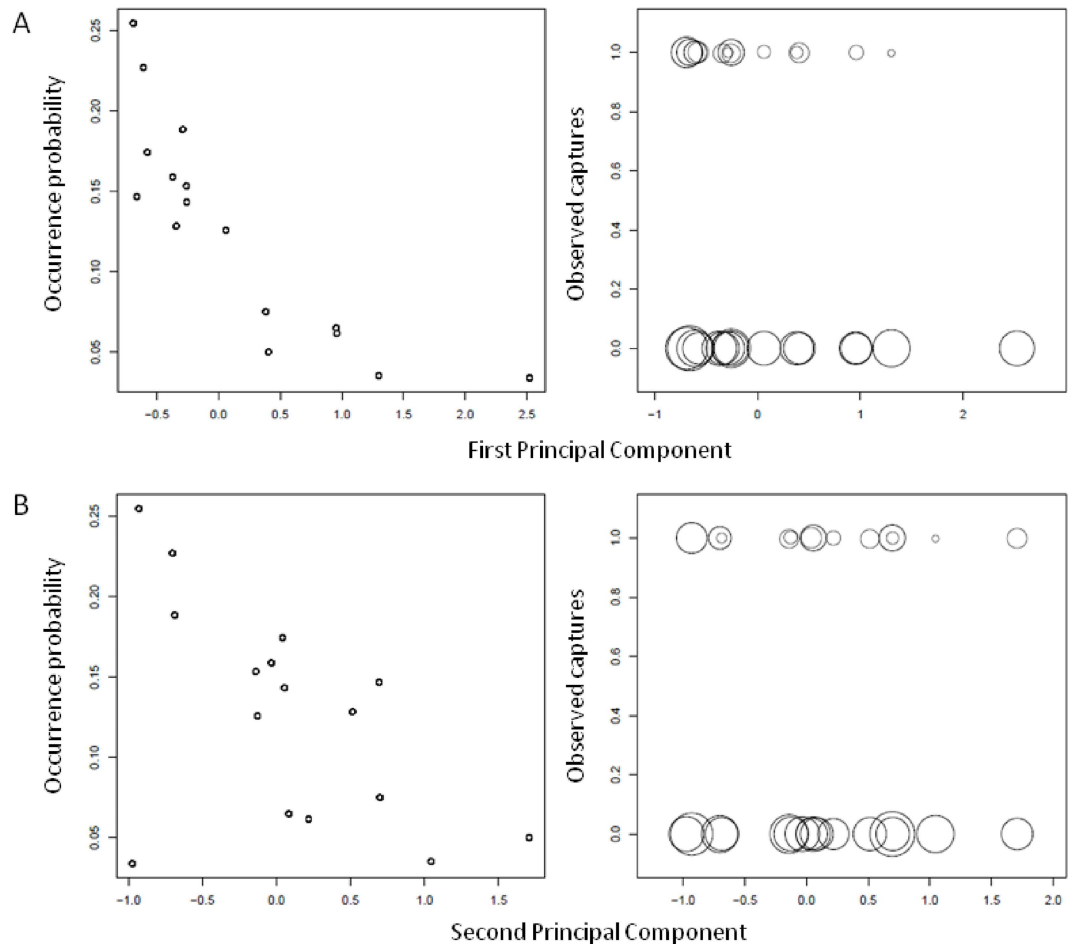 A
Occurrence probability
0.25
0.20
0.15
0.10
0.05
−0.5 0.0 0.5 1.0 1.5 2.0 2.5
Observed captures
1.0
0.8
0.6
0.4
0.2
0.0
−1 0 1 2
First Principal Component
B
Occurrence probability
0.25
0.20
0.15
0.10
0.05
−1.0 −0.5 0.0 0.5 1.0 1.5
Observed captures
1.0
0.8
0.6
0.4
0.2
0.0
−1.0 −0.5 0.0 0.5 1.0 1.5 2.0
Second Principal Component